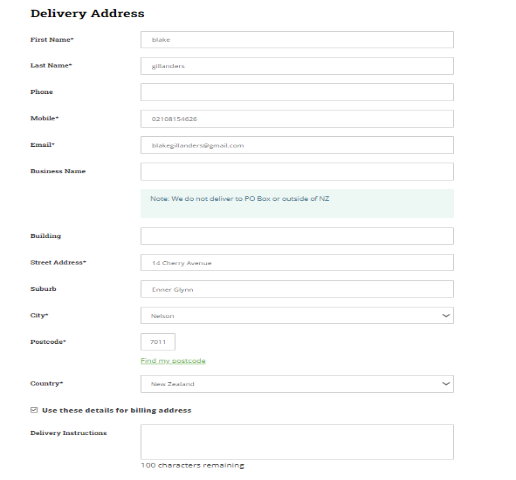 Delivery Address
First Name* blake
Last Name* gillanders
Phone
Mobile* 02108154626
Email* blakegillanders@gmail.com
Business Name
Note: We do not deliver to PO Box or outside of NZ
Building
Street Address* 14 Cherry Avenue
Suburb Enner Glynn
City* Nelson
Postcode* 7011
Find my postcode
Country* New Zealand
Use these details for billing address
Delivery Instructions
100 characters remaining